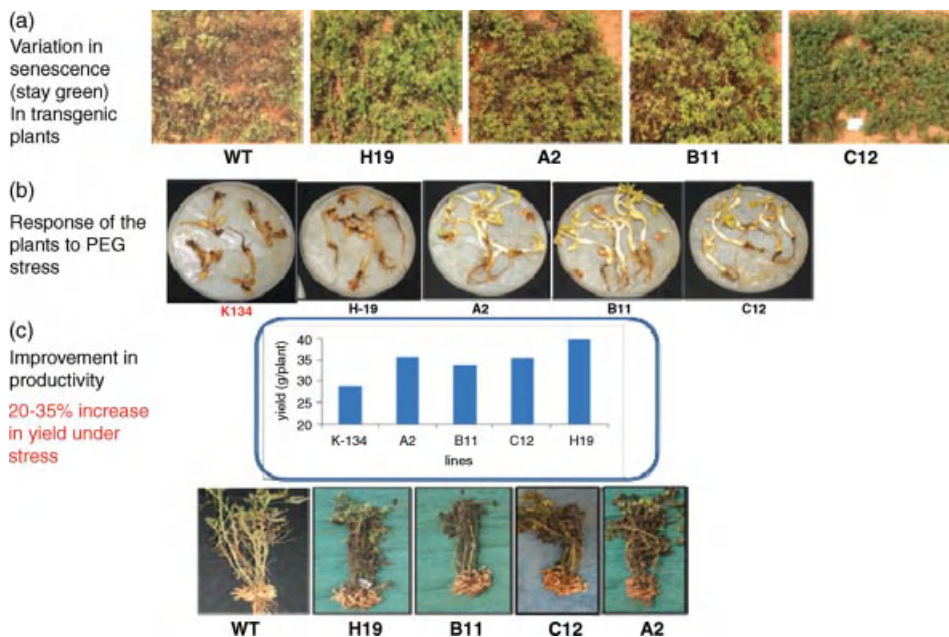 (a)
Variation in
senescence
(stay green)
In transgenic
plants
WT H19 A2 B11 C12
(b)
Response of the
plants to PEG
stress
K134 H-19 A2 B11 C12
(c)
Improvement in
productivity
20-35% increase
in yield under
stress
yield (g/plant)
40
35
30
25
20
K-134 A2 B11 C12 H19
lines
WT H19 B11 C12 A2